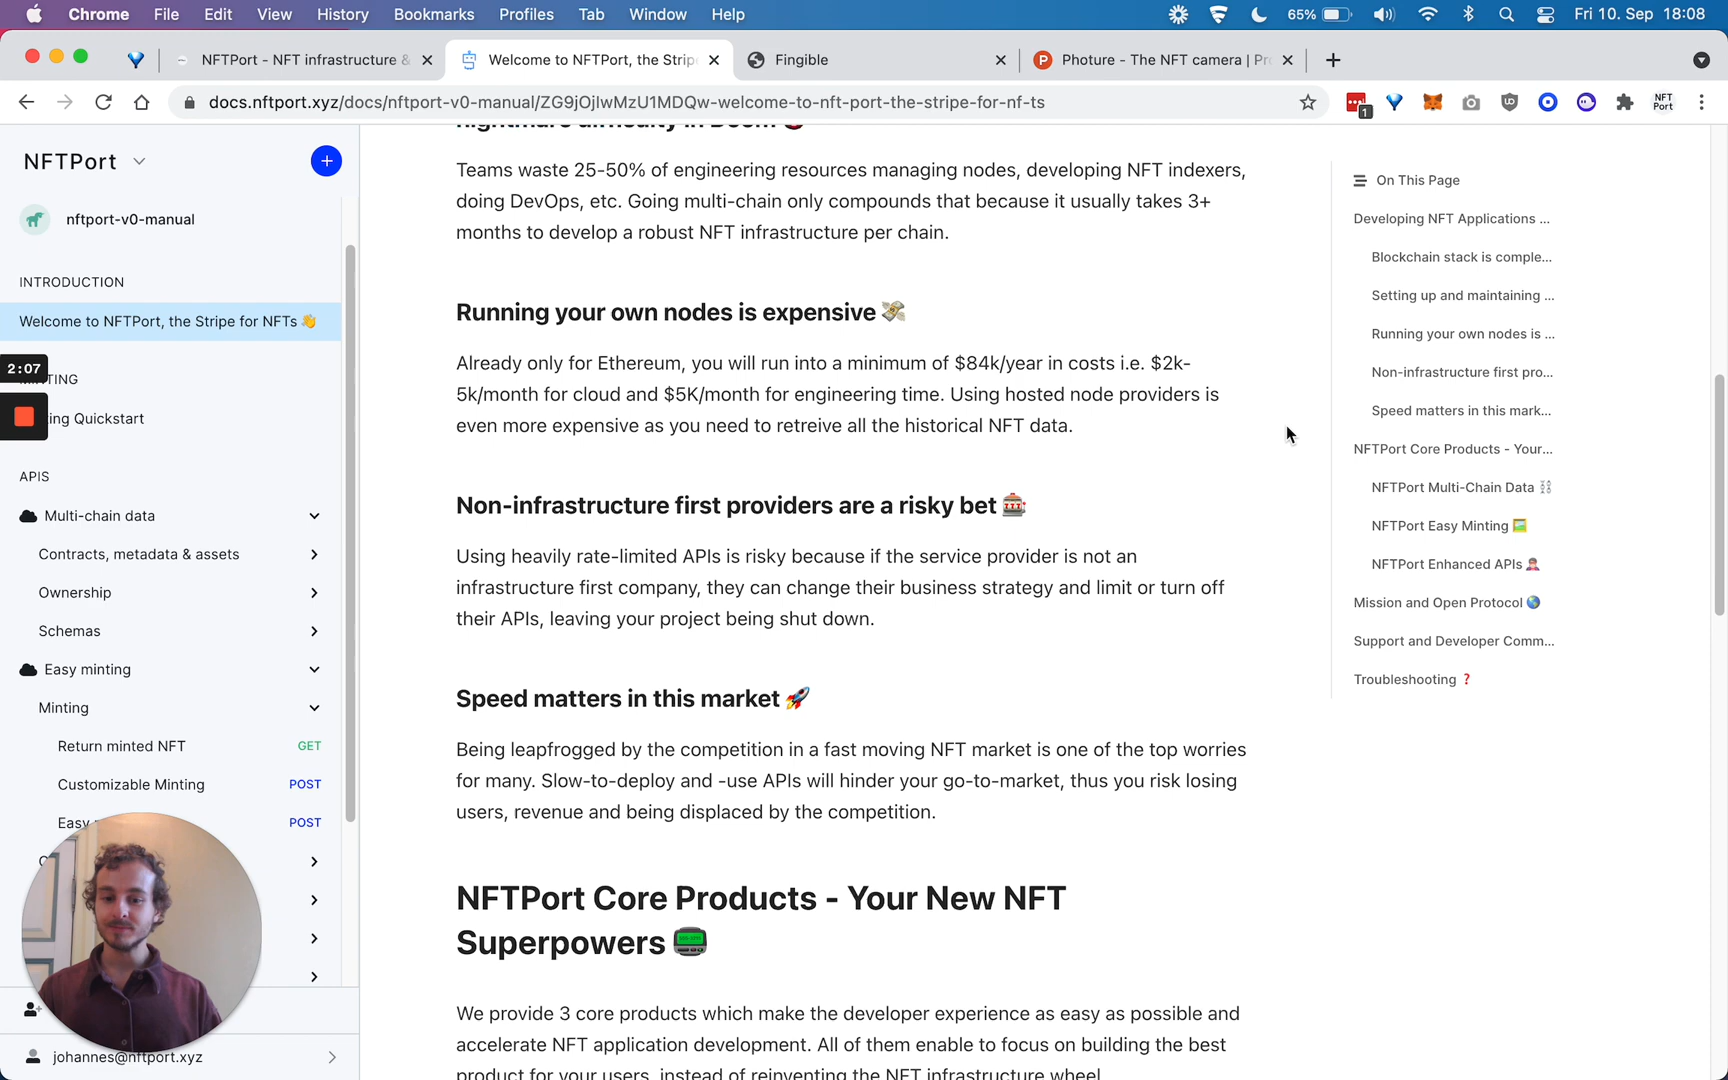 Chrome File Edit View History Bookmarks Profiles Tab Window Help 65% Fri 10. Sep 18:08
NFTPort - NFT infrastructure &
Welcome to NFTPort, the Strip
Fingible
Photure - The NFT camera | Pr
docs.nftport.xyz/docs/nftport-v0-manual/ZG9jOjIwMzU1MDQw-welcome-to-nft-port-the-stripe-for-nf-ts
1
NFT
Port
NFTPort
nftport-v0-manual
INTRODUCTION
Welcome to NFTPort, the Stripe for NFTs 👋
2:07
NTING
ing Quickstart
APIS
Multi-chain data
Contracts, metadata & assets
Ownership
Schemas
Easy minting
Minting
Return minted NFT GET
Customizable Minting POST
Easy POST
johannes@nftport.xyz
Teams waste 25-50% of engineering resources managing nodes, developing NFT indexers,
doing DevOps, etc. Going multi-chain only compounds that because it usually takes 3+
months to develop a robust NFT infrastructure per chain.
Running your own nodes is expensive 💸
Already only for Ethereum, you will run into a minimum of $84k/year in costs i.e. $2k-
5k/month for cloud and $5K/month for engineering time. Using hosted node providers is
even more expensive as you need to retreive all the historical NFT data.
Non-infrastructure first providers are a risky bet 🎰
Using heavily rate-limited APIs is risky because if the service provider is not an
infrastructure first company, they can change their business strategy and limit or turn off
their APIs, leaving your project being shut down.
Speed matters in this market 🚀
Being leapfrogged by the competition in a fast moving NFT market is one of the top worries
for many. Slow-to-deploy and -use APIs will hinder your go-to-market, thus you risk losing
users, revenue and being displaced by the competition.
NFTPort Core Products - Your New NFT
Superpowers 📟
We provide 3 core products which make the developer experience as easy as possible and
accelerate NFT application development. All of them enable to focus on building the best
product for your users, instead of reinventing the NFT infrastructure wheel.
On This Page
Developing NFT Applications ...
Blockchain stack is comple...
Setting up and maintaining ...
Running your own nodes is ...
Non-infrastructure first pro...
Speed matters in this mark...
NFTPort Core Products - Your...
NFTPort Multi-Chain Data ⛓
NFTPort Easy Minting 🖼
NFTPort Enhanced APIs
Mission and Open Protocol 🌎
Support and Developer Comm...
Troubleshooting ❓